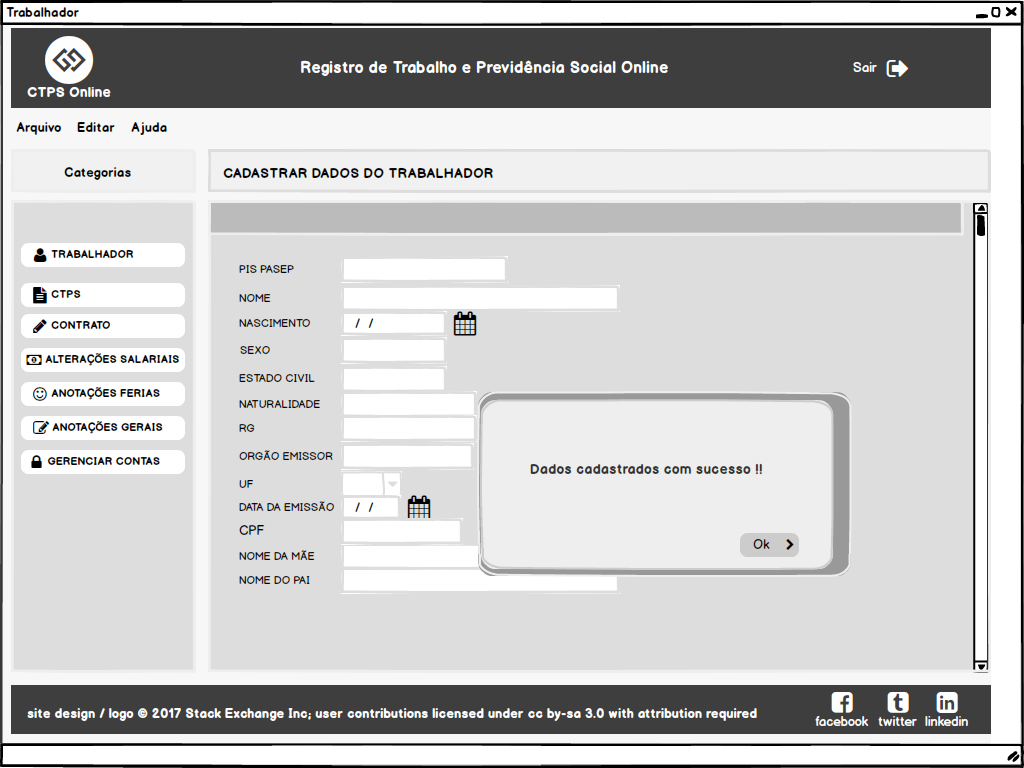 Trabalhador
CTPS Online
Registro de Trabalho e Previdência Social Online
Sair
Arquivo Editar Ajuda
Categorias
CADASTRAR DADOS DO TRABALHADOR
TRABALHADOR
CTPS
CONTRATO
ALTERAÇÕES SALARIAIS
ANOTAÇÕES FERIAS
ANOTAÇÕES GERAIS
GERENCIAR CONTAS
PIS PASEP
NOME
NASCIMENTO / /
SEXO
ESTADO CIVIL
NATURALIDADE
RG
ORGÃO EMISSOR
UF
DATA DA EMISSÃO / /
CPF
NOME DA MÃE
NOME DO PAI
Dados cadastrados com sucesso !!
Ok
site design / logo © 2017 Stack Exchange Inc; user contributions licensed under cc by-sa 3.0 with attribution required
facebook twitter linkedin